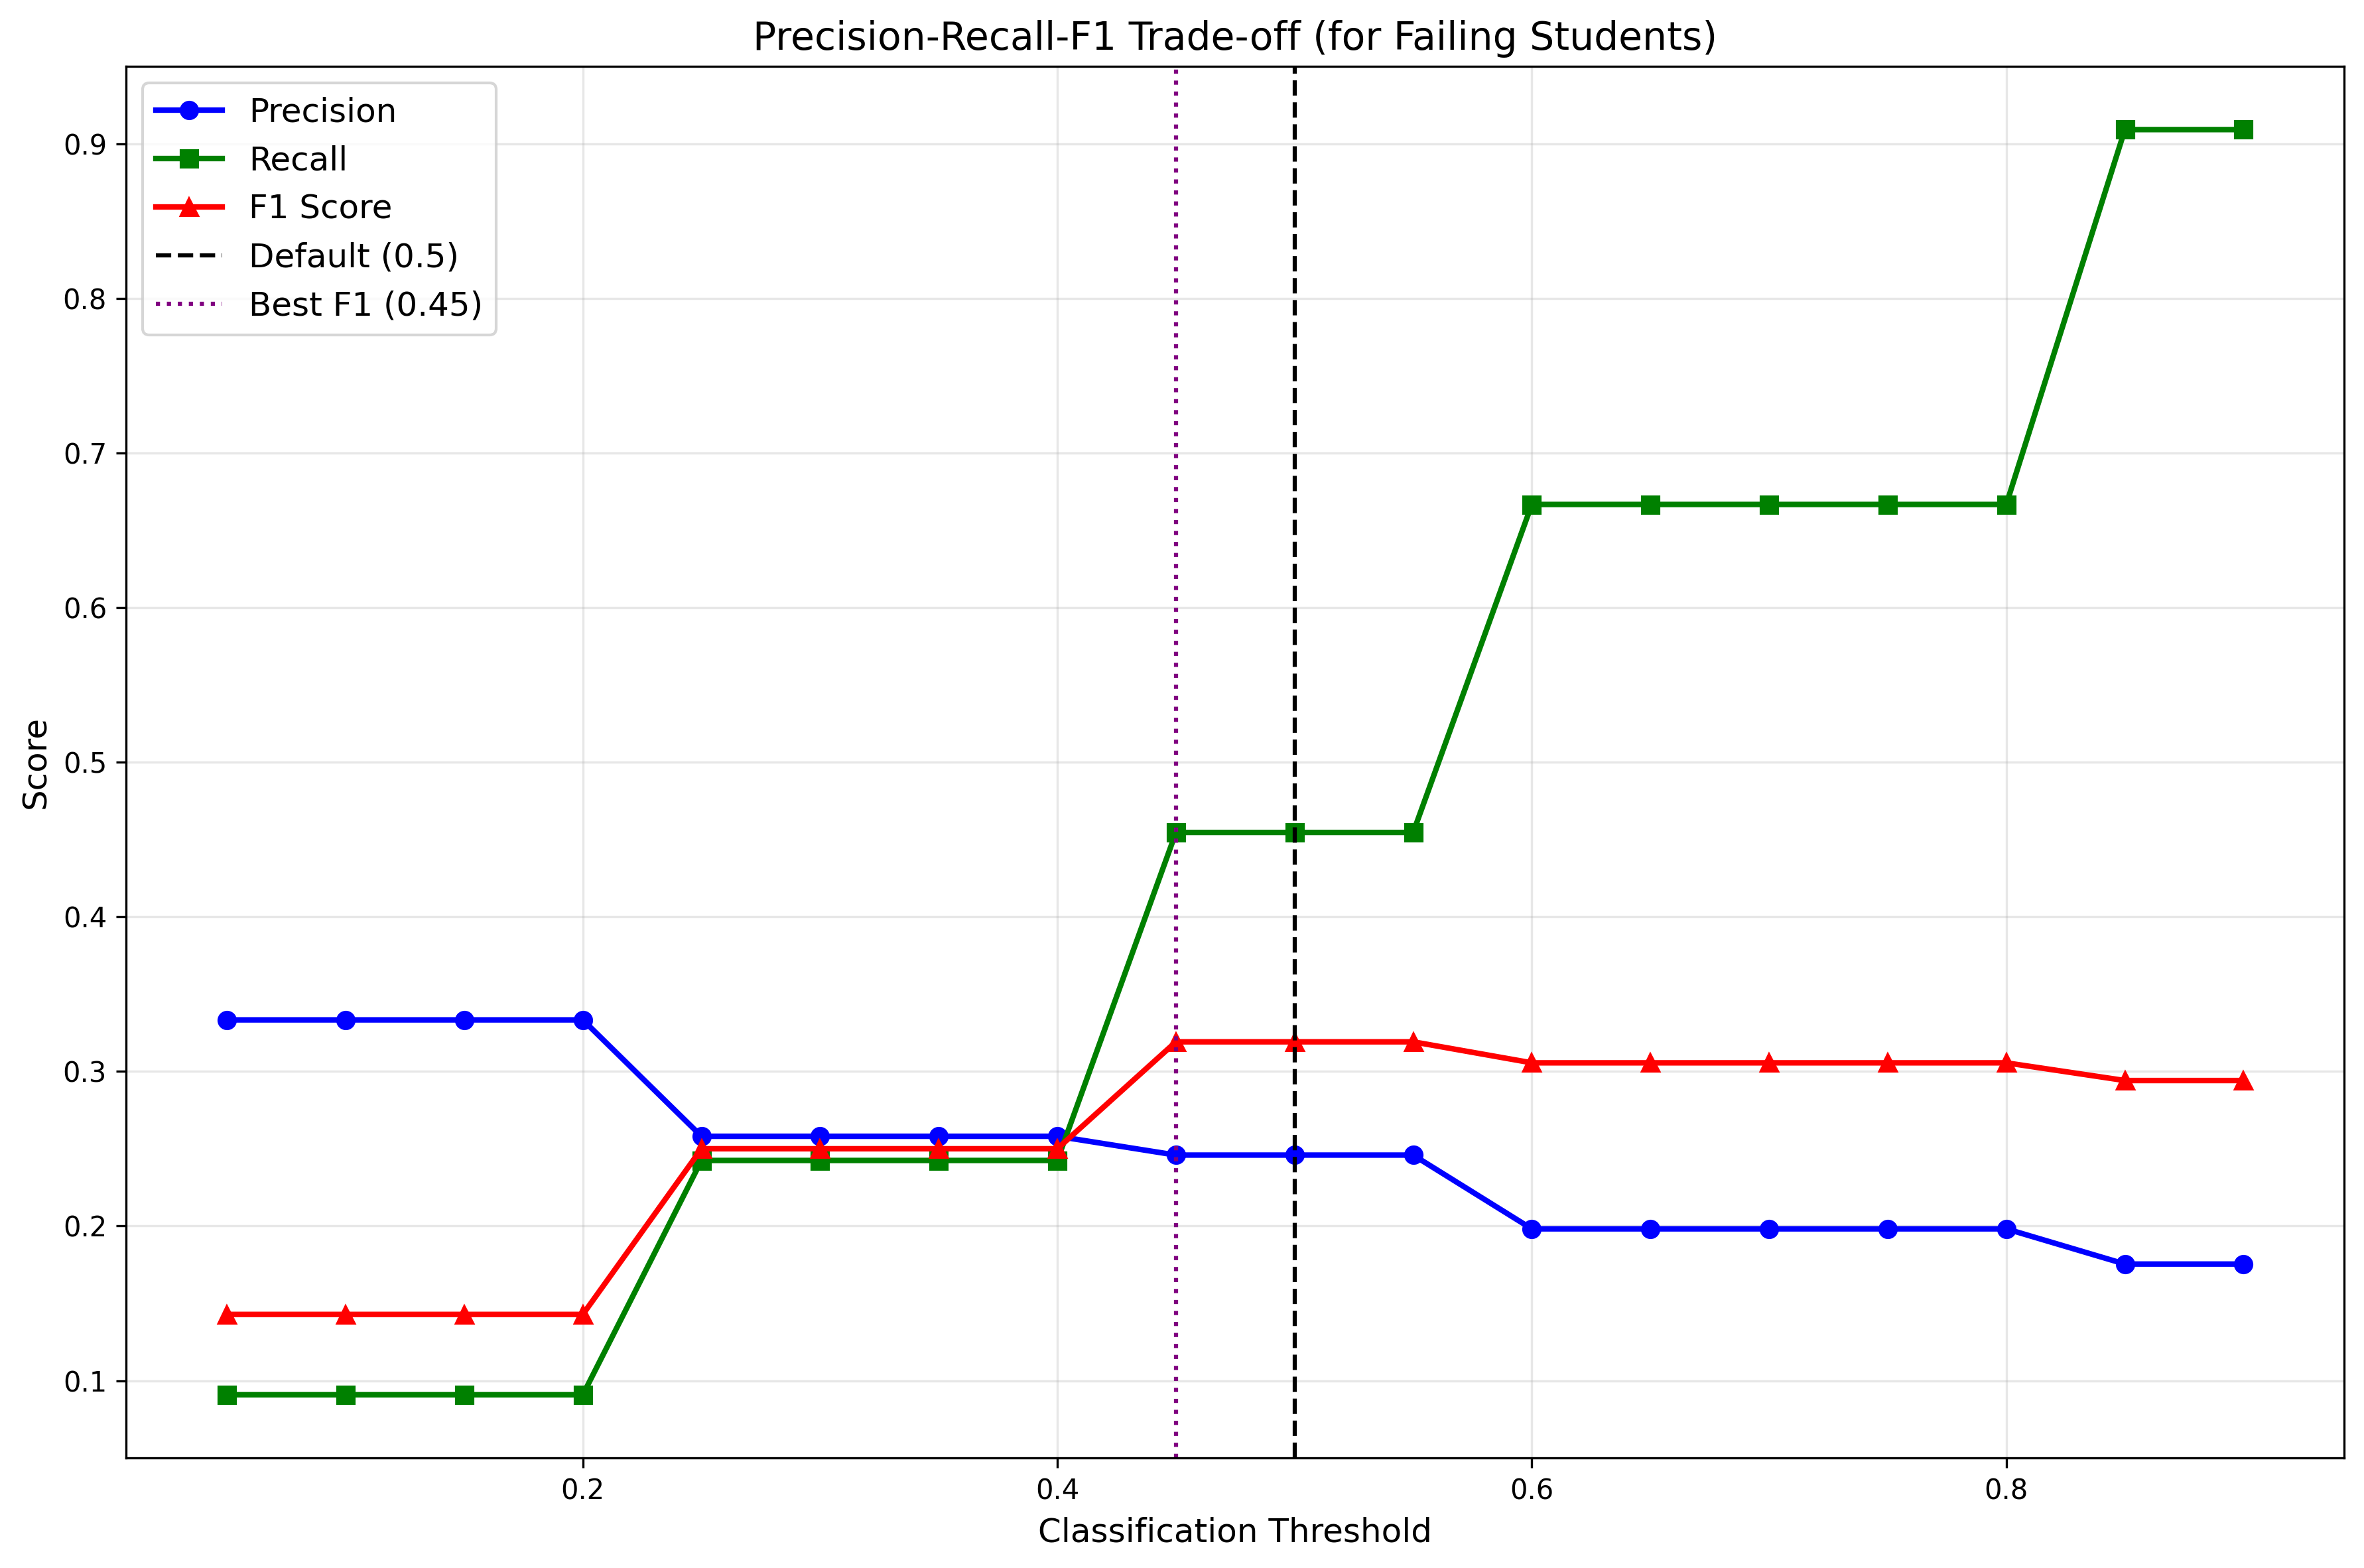 Precision-Recall-F1 Trade-off (for Failing Students)
Precision
Recall
F1 Score
Default (0.5)
Best F1 (0.45)
Score
0.9
0.8
0.7
0.6
0.5
0.4
0.3
0.2
0.1
0.2 0.4 0.6 0.8
Classification Threshold